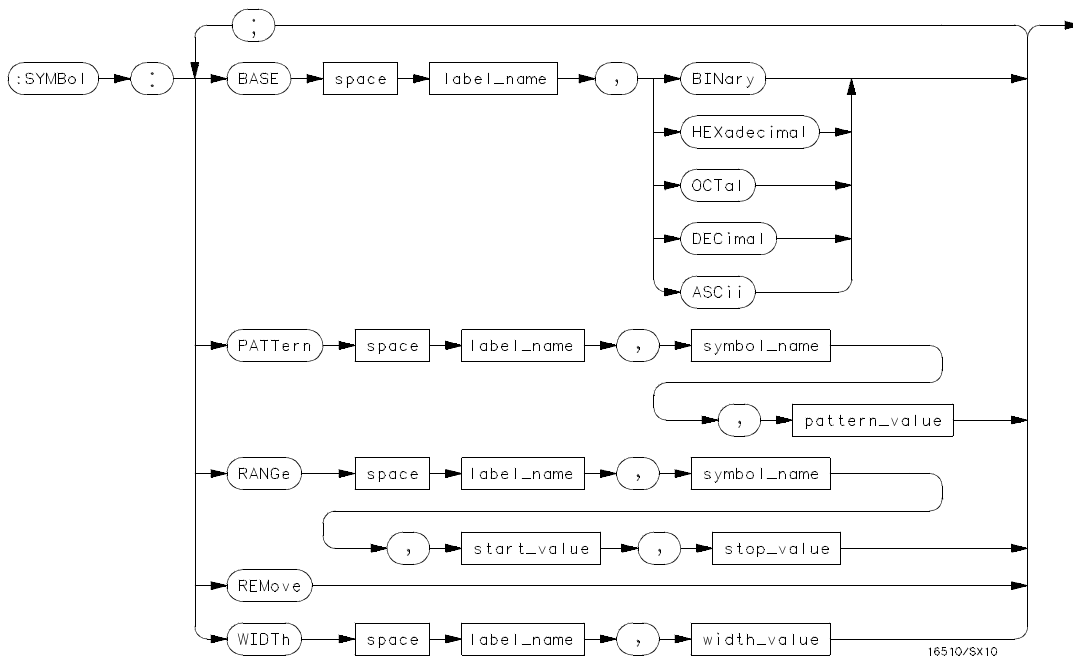 ;
:SYMBol : BASE space label_name , BINary
HEXadecimal
OCTal
DECimal
ASCii
PATTern space label_name , symbol_name
, pattern_value
RANGe space label_name , symbol_name
, start_value , stop_value
REMove
WIDTh space label_name , width_value
16510/SX10